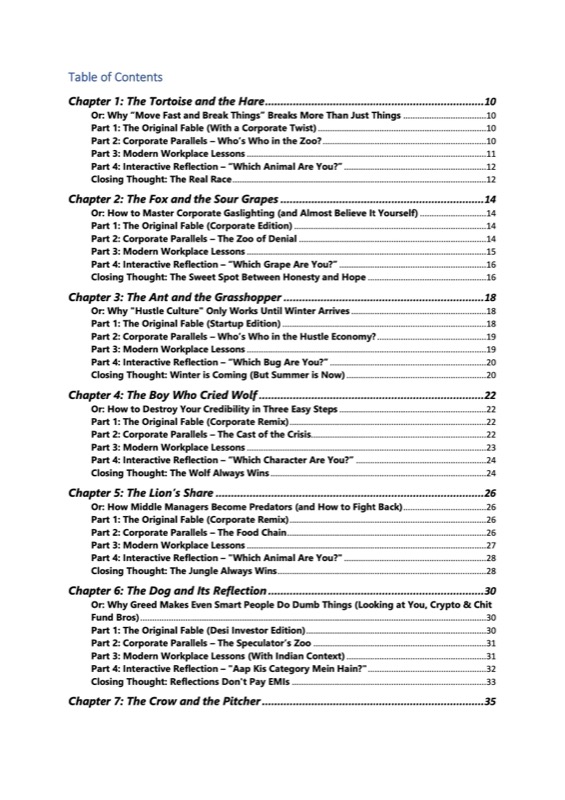 Table of Contents
Chapter 1: The Tortoise and the Hare..........10
Or: Why "Move Fast and Break Things" Breaks More Than Just Things..........10
Part 1: The Original Fable (With a Corporate Twist)..........10
Part 2: Corporate Parallels – Who's Who in the Zoo?..........10
Part 3: Modern Workplace Lessons..........11
Part 4: Interactive Reflection – "Which Animal Are You?"..........12
Closing Thought: The Real Race..........12
Chapter 2: The Fox and the Sour Grapes..........14
Or: How to Master Corporate Gaslighting (and Almost Believe It Yourself)..........14
Part 1: The Original Fable (Corporate Edition)..........14
Part 2: Corporate Parallels – The Zoo of Denial..........14
Part 3: Modern Workplace Lessons..........15
Part 4: Interactive Reflection – "Which Grape Are You?"..........16
Closing Thought: The Sweet Spot Between Honesty and Hope..........16
Chapter 3: The Ant and the Grasshopper..........18
Or: Why "Hustle Culture" Only Works Until Winter Arrives..........18
Part 1: The Original Fable (Startup Edition)..........18
Part 2: Corporate Parallels – Who's Who in the Hustle Economy?..........19
Part 3: Modern Workplace Lessons..........19
Part 4: Interactive Reflection – "Which Bug Are You?"..........20
Closing Thought: Winter is Coming (But Summer is Now)..........20
Chapter 4: The Boy Who Cried Wolf..........22
Or: How to Destroy Your Credibility in Three Easy Steps..........22
Part 1: The Original Fable (Corporate Remix)..........22
Part 2: Corporate Parallels – The Cast of the Crisis..........22
Part 3: Modern Workplace Lessons..........23
Part 4: Interactive Reflection – "Which Character Are You?"..........24
Closing Thought: The Wolf Always Wins..........24
Chapter 5: The Lion's Share..........26
Or: How Middle Managers Become Predators (and How to Fight Back)..........26
Part 1: The Original Fable (Corporate Remix)..........26
Part 2: Corporate Parallels – The Food Chain..........26
Part 3: Modern Workplace Lessons..........27
Part 4: Interactive Reflection – "Which Animal Are You?"..........28
Closing Thought: The Jungle Always Wins..........28
Chapter 6: The Dog and Its Reflection..........30
Or: Why Greed Makes Even Smart People Do Dumb Things (Looking at You, Crypto & Chit
Fund Bros)..........30
Part 1: The Original Fable (Desi Investor Edition)..........30
Part 2: Corporate Parallels – The Speculator's Zoo..........31
Part 3: Modern Workplace Lessons (With Indian Context)..........31
Part 4: Interactive Reflection – "Aap Kis Category Mein Hain?"..........32
Closing Thought: Reflections Don't Pay EMIs..........33
Chapter 7: The Crow and the Pitcher..........35